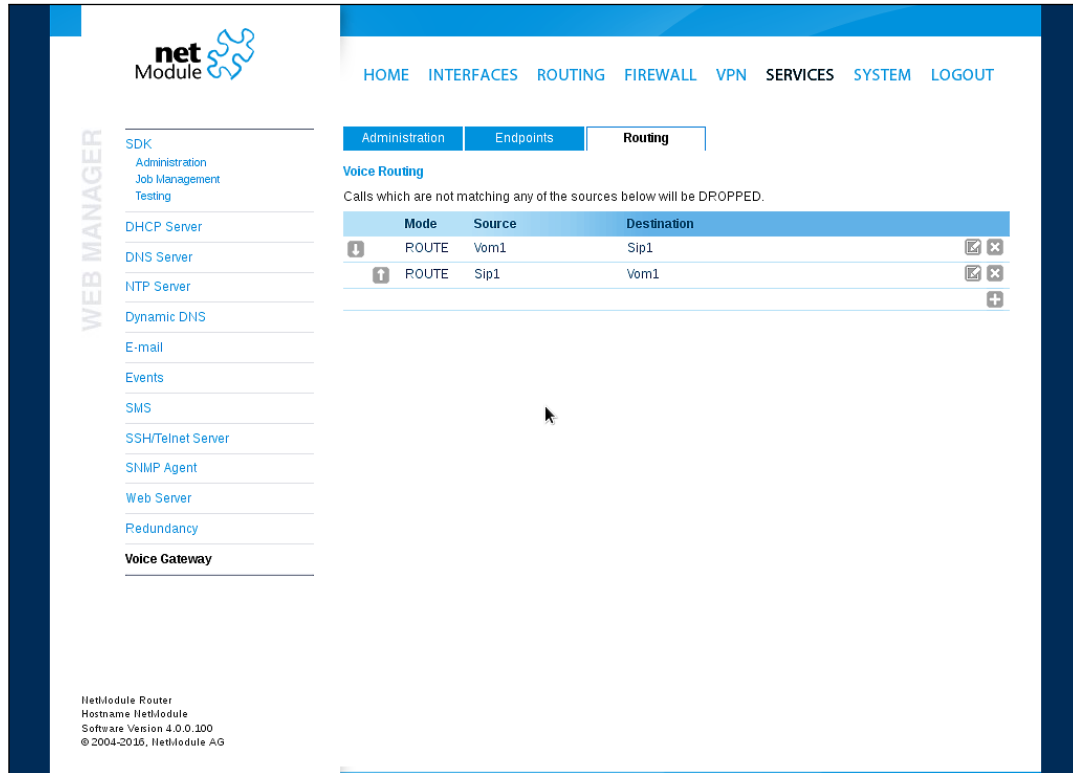 net
Module
HOME INTERFACES ROUTING FIREWALL VPN SERVICES SYSTEM LOGOUT
WEB MANAGER
SDK
Administration
Job Management
Testing
DHCP Server
DNS Server
NTP Server
Dynamic DNS
E-mail
Events
SMS
SSH/Telnet Server
SNMP Agent
Web Server
Redundancy
Voice Gateway
Administration Endpoints Routing
Voice Routing
Calls which are not matching any of the sources below will be DROPPED.
Mode Source Destination
ROUTE Vom1 Sip1
ROUTE Sip1 Vom1
NetModule Router
Hostname NetModule
Software Version 4.0.0.100
© 2004-2016, NetModule AG